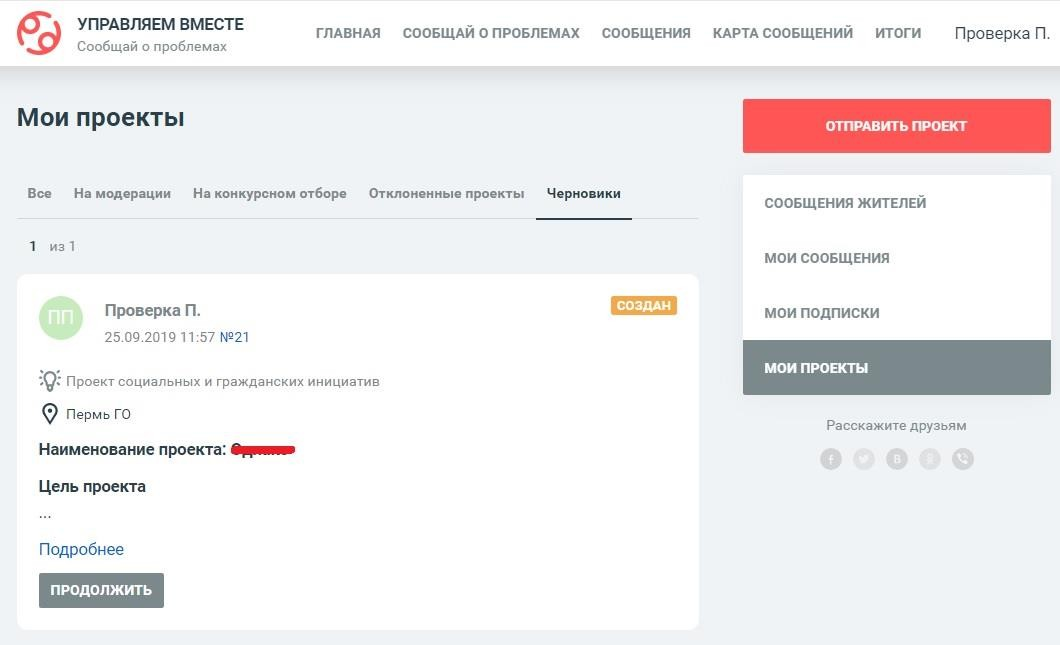 УПРАВЛЯЕМ ВМЕСТЕ
Сообщай о проблемах
ГЛАВНАЯ СООБЩАЙ О ПРОБЛЕМАХ СООБЩЕНИЯ КАРТА СООБЩЕНИЙ ИТОГИ Проверка П.
Мои проекты
Все На модерации На конкурсном отборе Отклоненные проекты Черновики
1 из 1
ПП
Проверка П.
СОЗДАН
25.09.2019 11:57 №21
Проект социальных и гражданских инициатив
Пермь ГО
Наименование проекта:
Цель проекта
...
Подробнее
ПРОДОЛЖИТЬ
ОТПРАВИТЬ ПРОЕКТ
СООБЩЕНИЯ ЖИТЕЛЕЙ
МОИ СООБЩЕНИЯ
МОИ ПОДПИСКИ
МОИ ПРОЕКТЫ
Расскажите друзьям